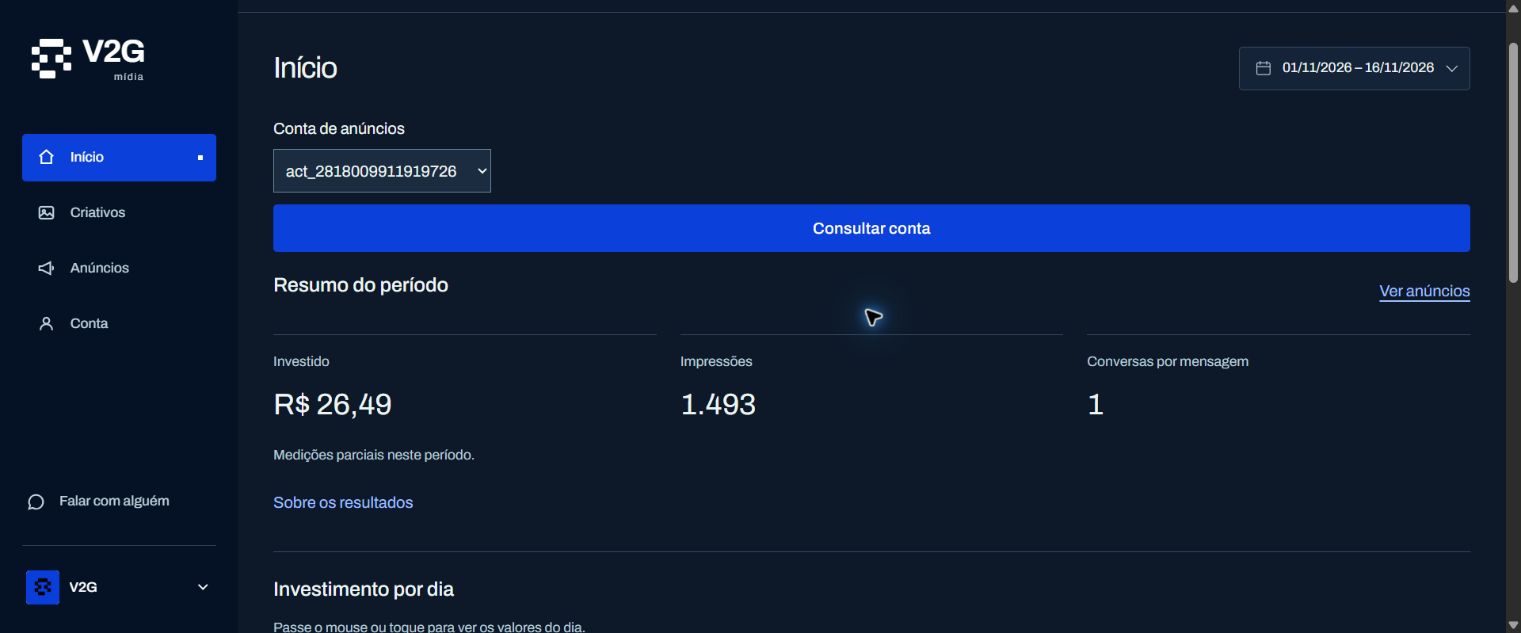 V2G
mídia
Início
Criativos
Anúncios
Conta
Falar com alguém
V2G
Início
01/11/2026 – 16/11/2026
Conta de anúncios
act_2818009911919726
Consultar conta
Resumo do período
Ver anúncios
Investido
R$ 26,49
Impressões
1.493
Conversas por mensagem
1
Medições parciais neste período.
Sobre os resultados
Investimento por dia
Passe o mouse ou toque para ver os valores do dia.